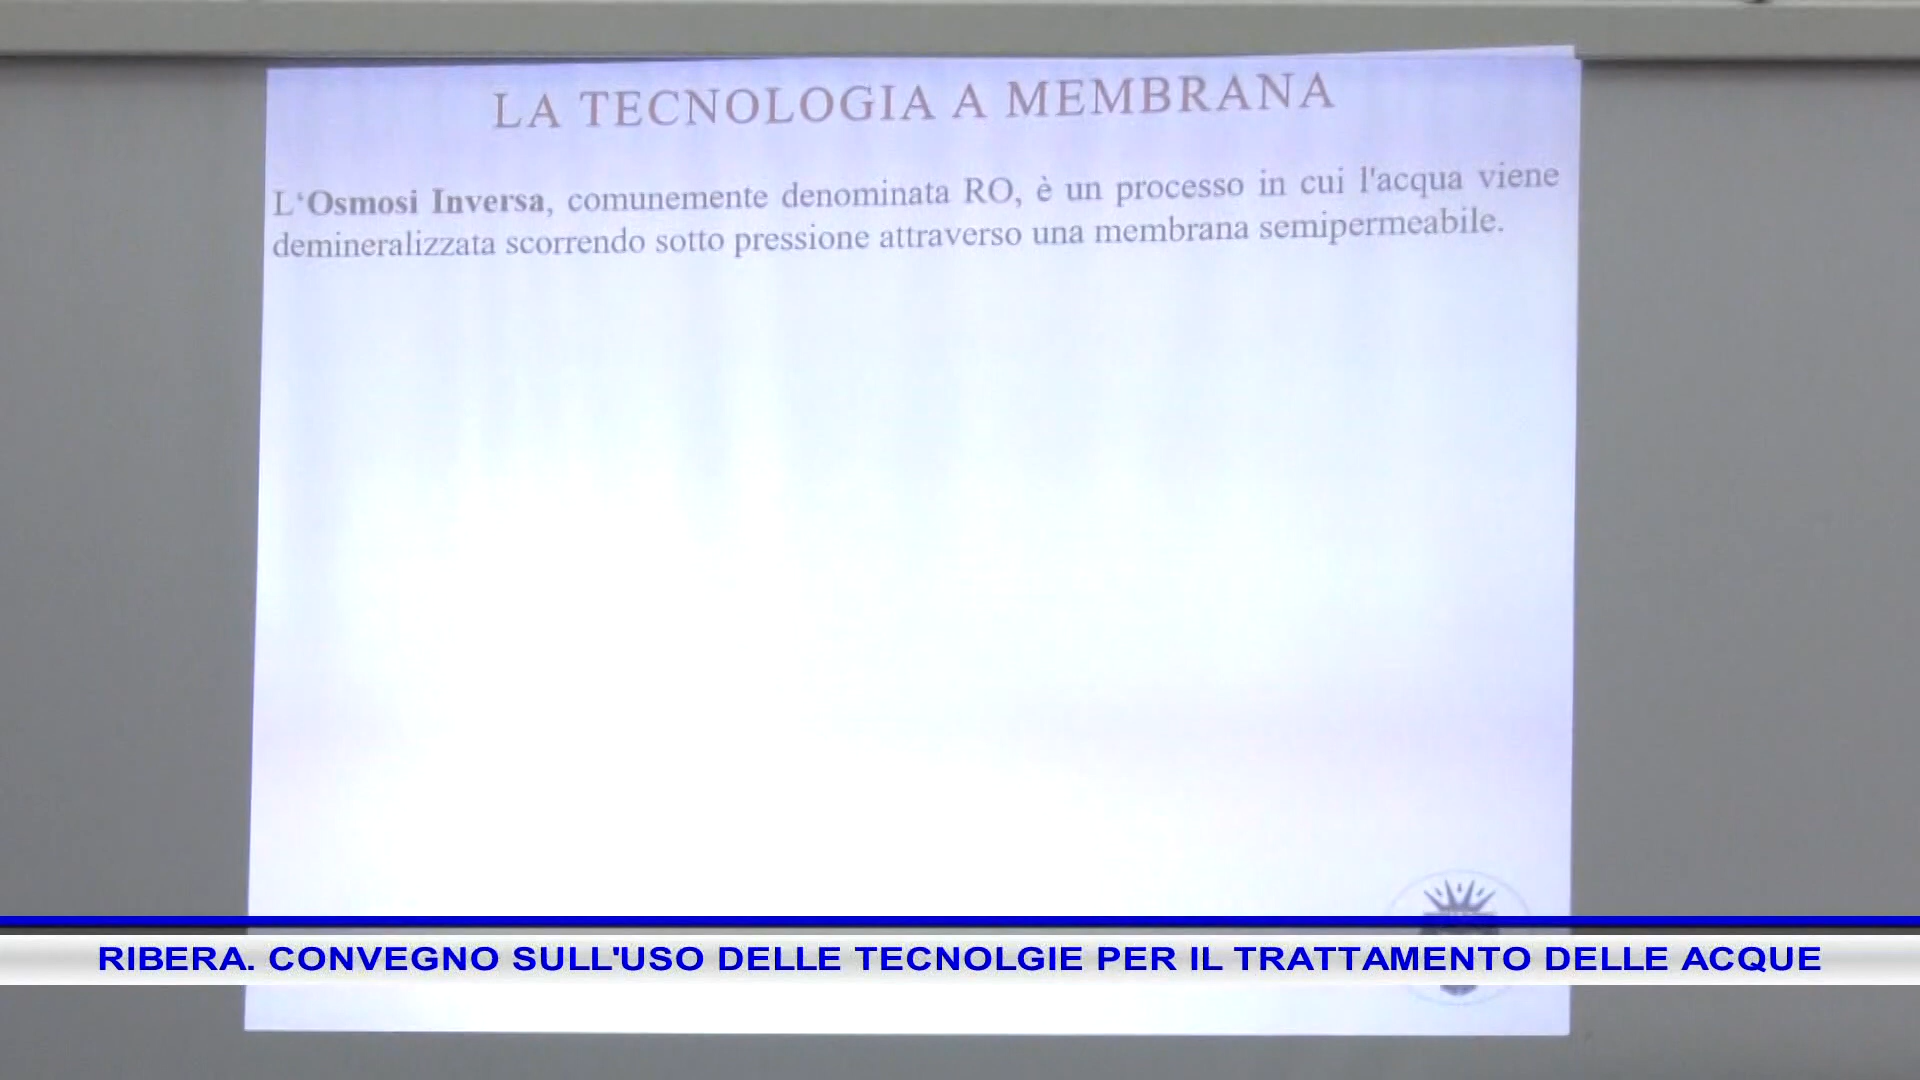 LA TECNOLOGIA A MEMBRANA
L‘Osmosi Inversa, comunemente denominata RO, è un processo in cui l'acqua viene
demineralizzata scorrendo sotto pressione attraverso una membrana semipermeabile.
RIBERA. CONVEGNO SULL'USO DELLE TECNOLGIE PER IL TRATTAMENTO DELLE ACQUE